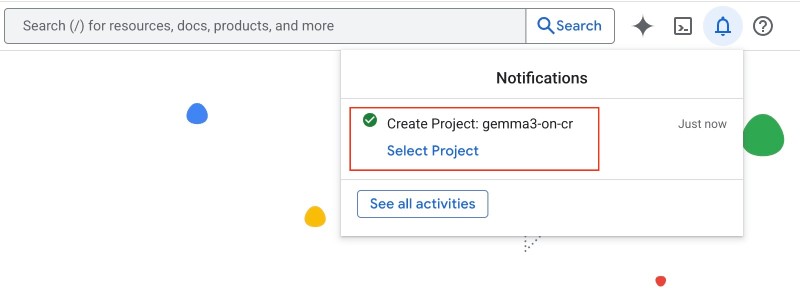 Search (/) for resources, docs, products, and more
Search
Notifications
Create Project: gemma3-on-cr
Just now
Select Project
See all activities